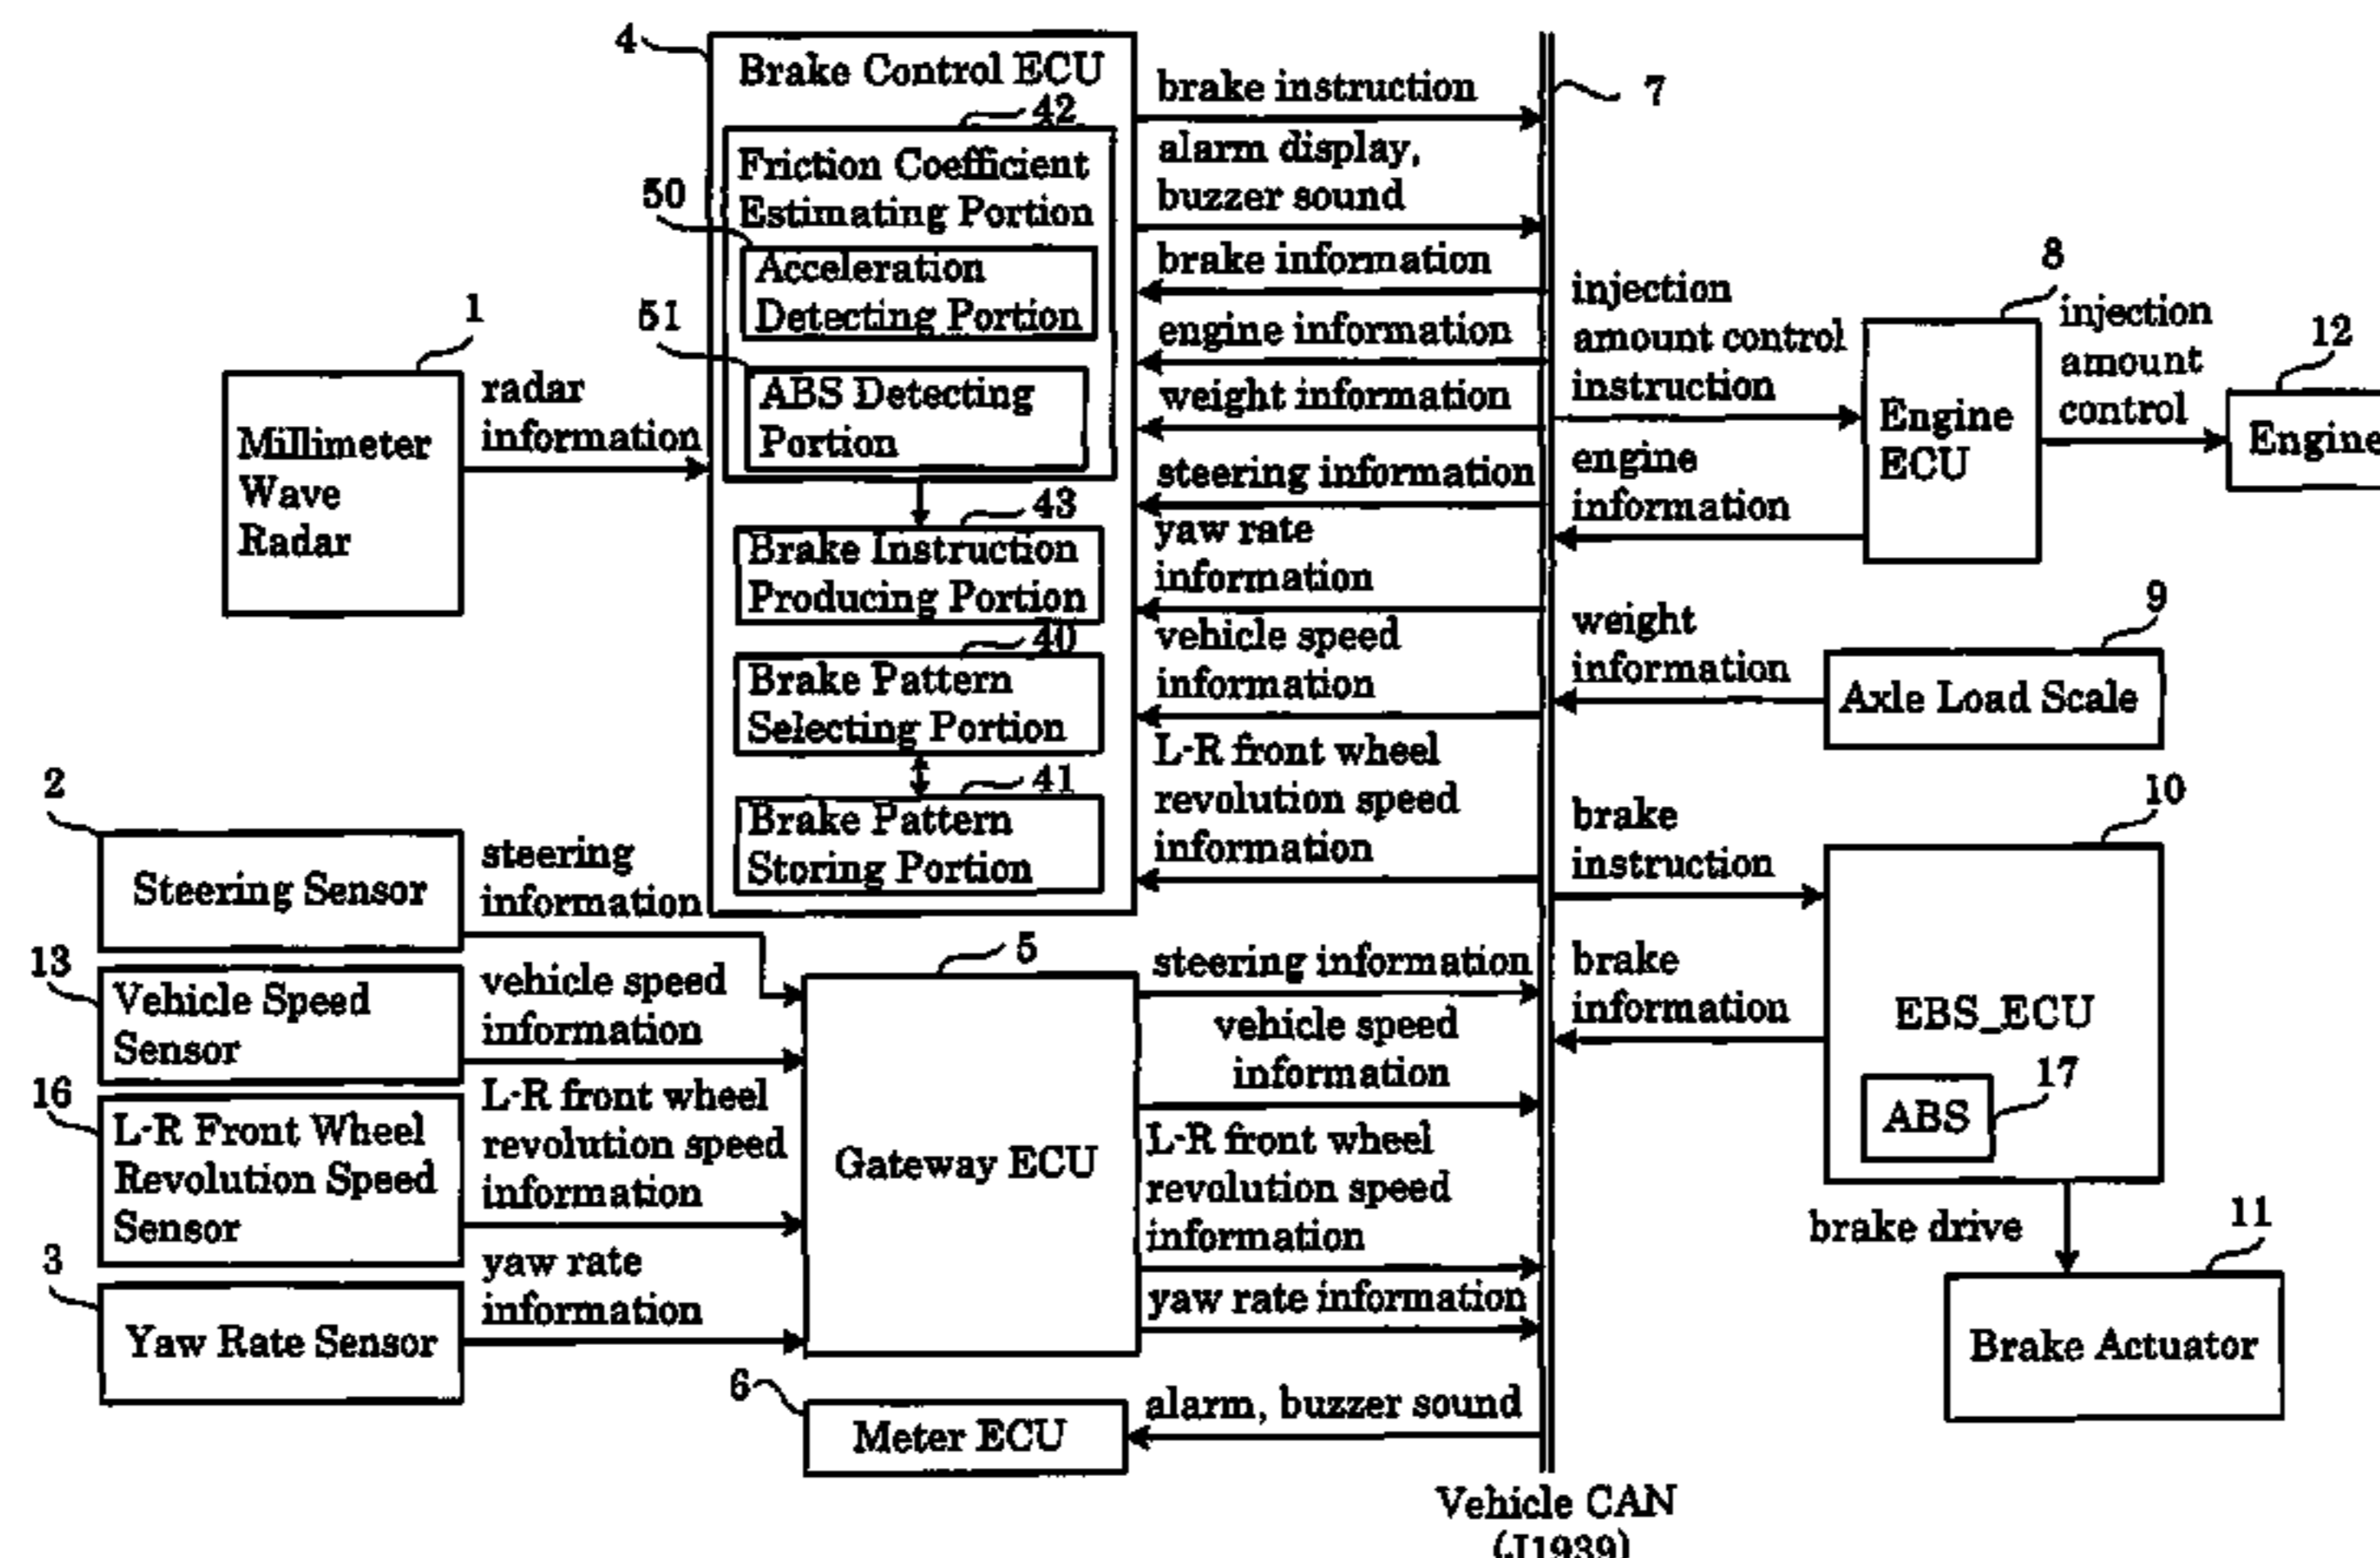 4
Brake Control ECU
42
Friction Coefficient
Estimating Portion
50
Acceleration
Detecting Portion
51
ABS Detecting
Portion
43
Brake Instruction
Producing Portion
40
Brake Pattern
Selecting Portion
41
Brake Pattern
Storing Portion
1
Millimeter
Wave
Radar
radar
information
brake instruction
alarm display,
buzzer sound
brake information
engine information
weight information
steering information
yaw rate
information
vehicle speed
information
L-R front wheel
revolution speed
information
7
injection
amount control
instruction
engine
information
8
Engine
ECU
injection
amount
control
12
Engine
weight
information
9
Axle Load Scale
brake
instruction
brake
information
10
EBS_ECU
ABS
17
brake drive
11
Brake Actuator
2
Steering Sensor
steering
information
13
Vehicle Speed
Sensor
vehicle speed
information
16
L-R Front Wheel
Revolution Speed
Sensor
L-R front wheel
revolution speed
information
3
Yaw Rate Sensor
yaw rate
information
5
Gateway ECU
steering information
vehicle speed
information
L-R front wheel
revolution speed
information
yaw rate information
6
Meter ECU
alarm, buzzer sound
Vehicle CAN
(J1939)